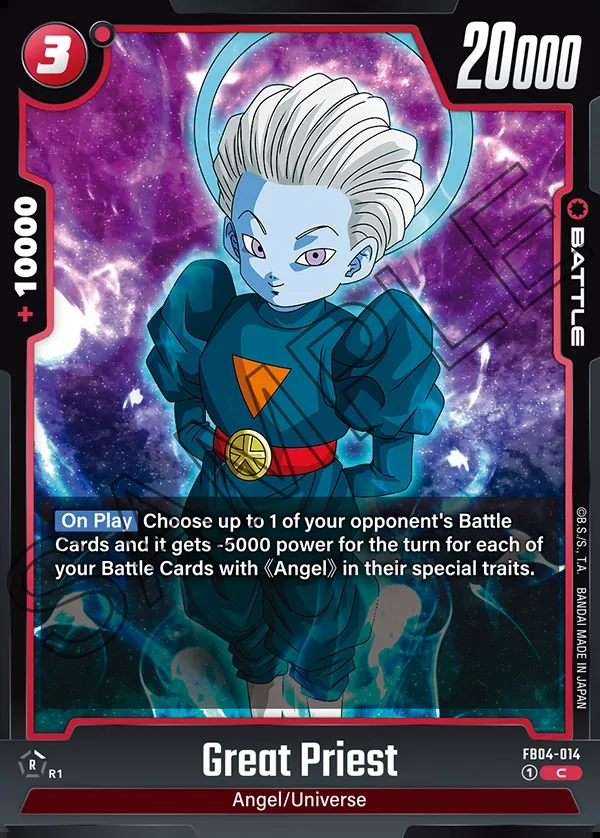 3
20000
+10000
BATTLE
SAMPLE
On Play Choose up to 1 of your opponent's Battle
Cards and it gets -5000 power for the turn for each of
your Battle Cards with 《Angel》 in their special traits.
©B.S./S., T.A. BANDAI MADE IN JAPAN
R
R1
Great Priest
FB04-014
1 C
Angel/Universe